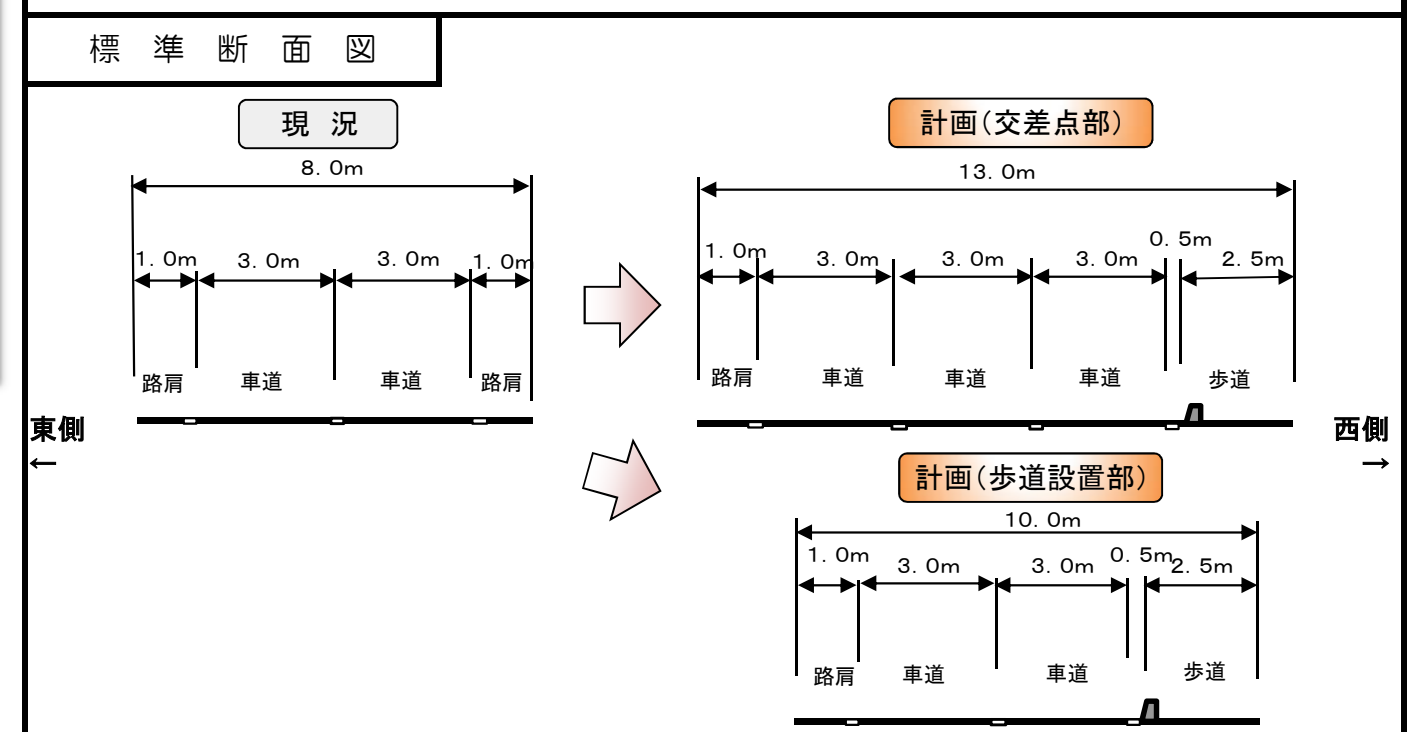 標準断面図
現況
8.0m
1.0m 3.0m 3.0m 1.0m
路肩 車道 車道 路肩
計画(交差点部)
13.0m
1.0m 3.0m 3.0m 3.0m 0.5m 2.5m
路肩 車道 車道 車道 歩道
東側
←
西側
→
計画(歩道設置部)
10.0m
1.0m 3.0m 3.0m 0.5m 2.5m
路肩 車道 車道 歩道